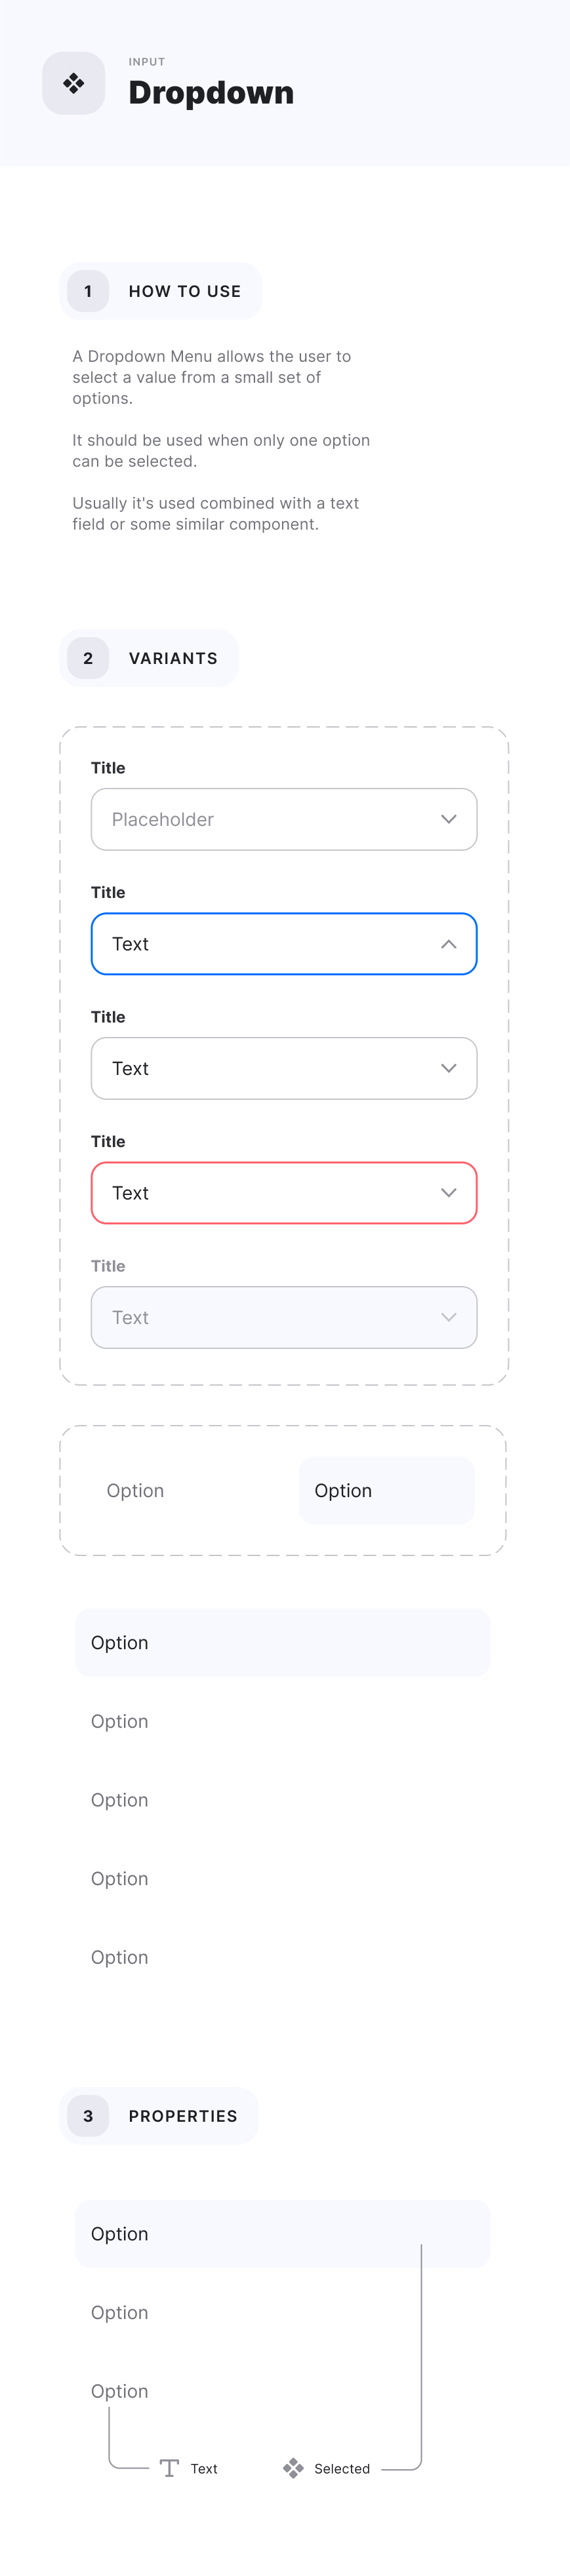 INPUT
Dropdown
1 HOW TO USE
A Dropdown Menu allows the user to
select a value from a small set of
options.
It should be used when only one option
can be selected.
Usually it's used combined with a text
field or some similar component.
2 VARIANTS
Title
Placeholder
Title
Text
Title
Text
Title
Text
Title
Text
Option Option
Option
Option
Option
Option
Option
3 PROPERTIES
Option
Option
Option
Text Selected